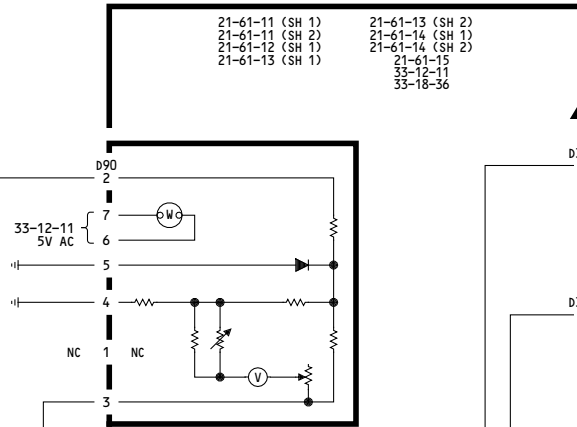 21-61-11 (SH 1)
21-61-11 (SH 2)
21-61-12 (SH 1)
21-61-13 (SH 1)
21-61-13 (SH 2)
21-61-14 (SH 1)
21-61-14 (SH 2)
21-61-15
33-12-11
33-18-36
D90
2
7
W
33-12-11
5V AC
6
5
4
NC 1 NC
V
3